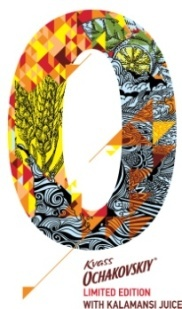 Kvass
OCHAKOVSKIY
LIMITED EDITION
WITH KALAMANSI JUICE